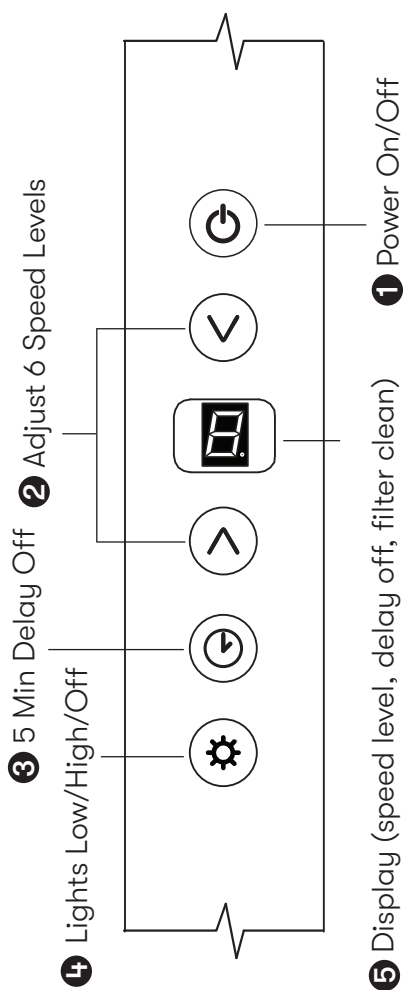 ❶ Power On/Off
❷ Adjust 6 Speed Levels
❸ 5 Min Delay Off
❹ Lights Low/High/Off
❺ Display (speed level, delay off, filter clean)
8.